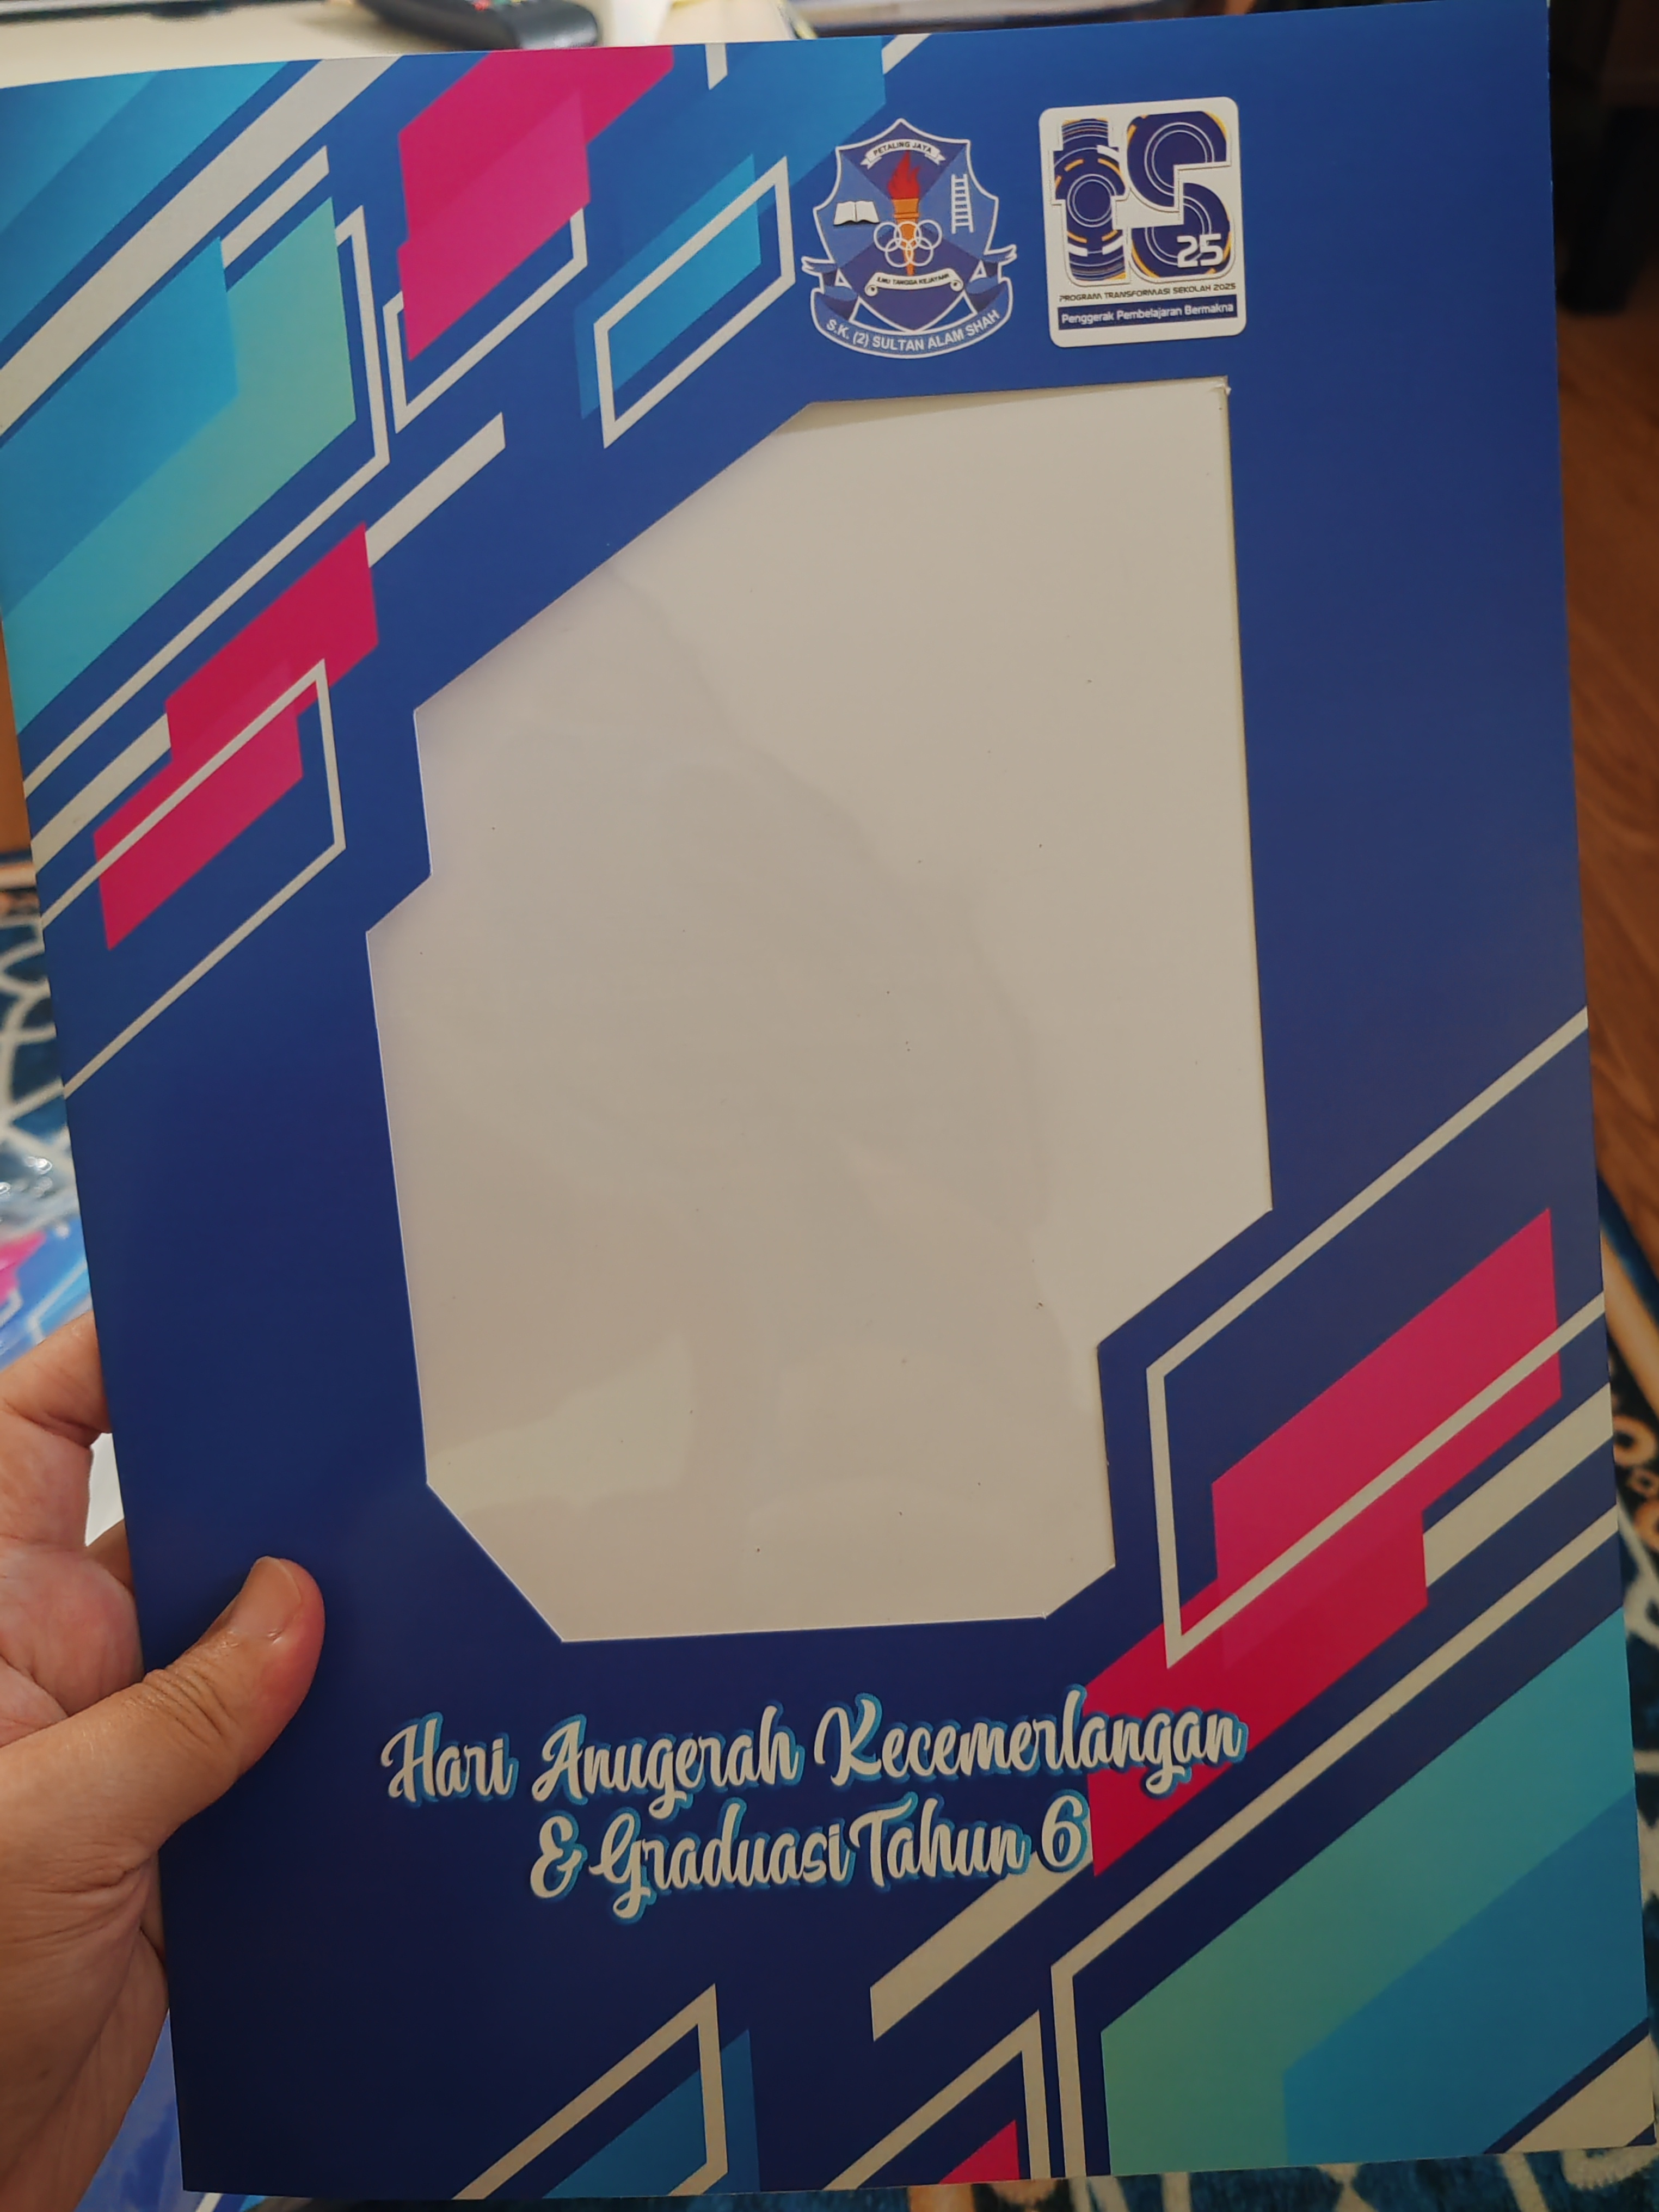 PETALING JAYA
ILMU TANGGA KEJAYAAN
S.K. (2) SULTAN ALAM SHAH
tS
25
PROGRAM TRANSFORMASI SEKOLAH 2025
Penggerak Pembelajaran Bermakna
Hari Anugerah Kecemerlangan
& Graduasi Tahun 6